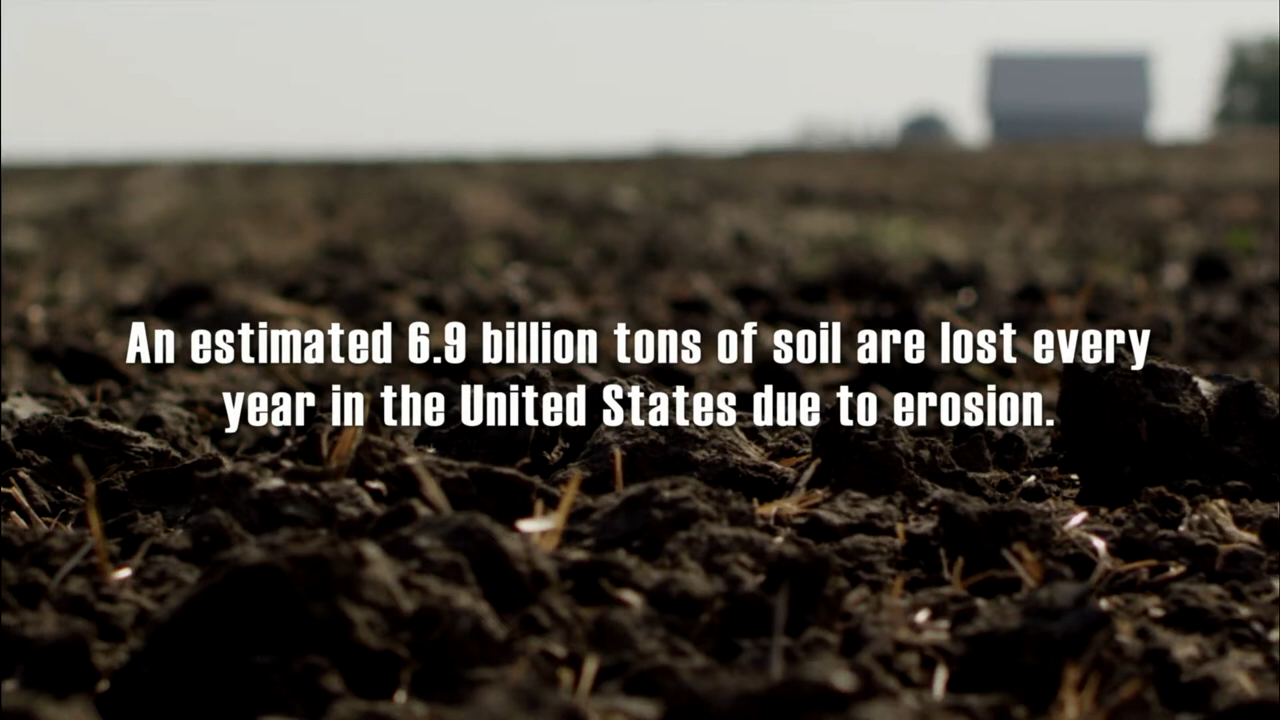 An estimated 6.9 billion tons of soil are lost every
year in the United States due to erosion.